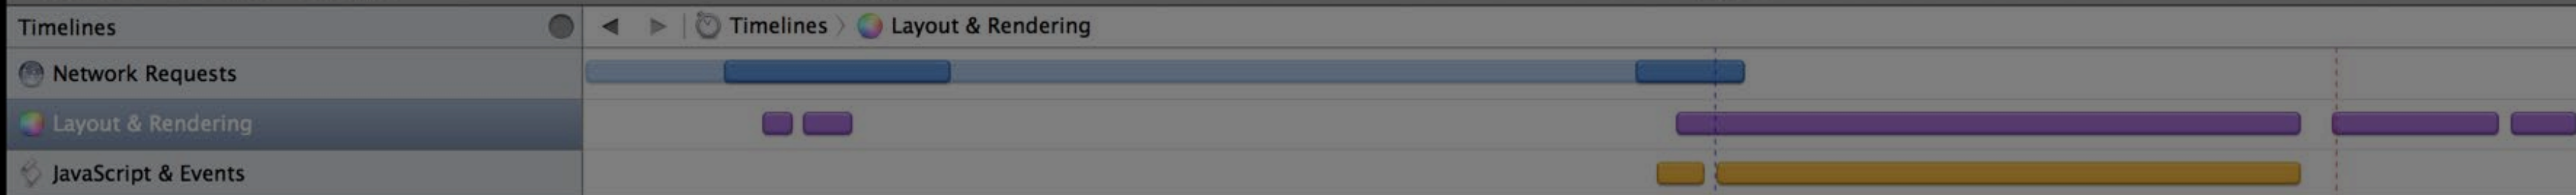 Timelines
Timelines Layout & Rendering
Network Requests
Layout & Rendering
JavaScript & Events